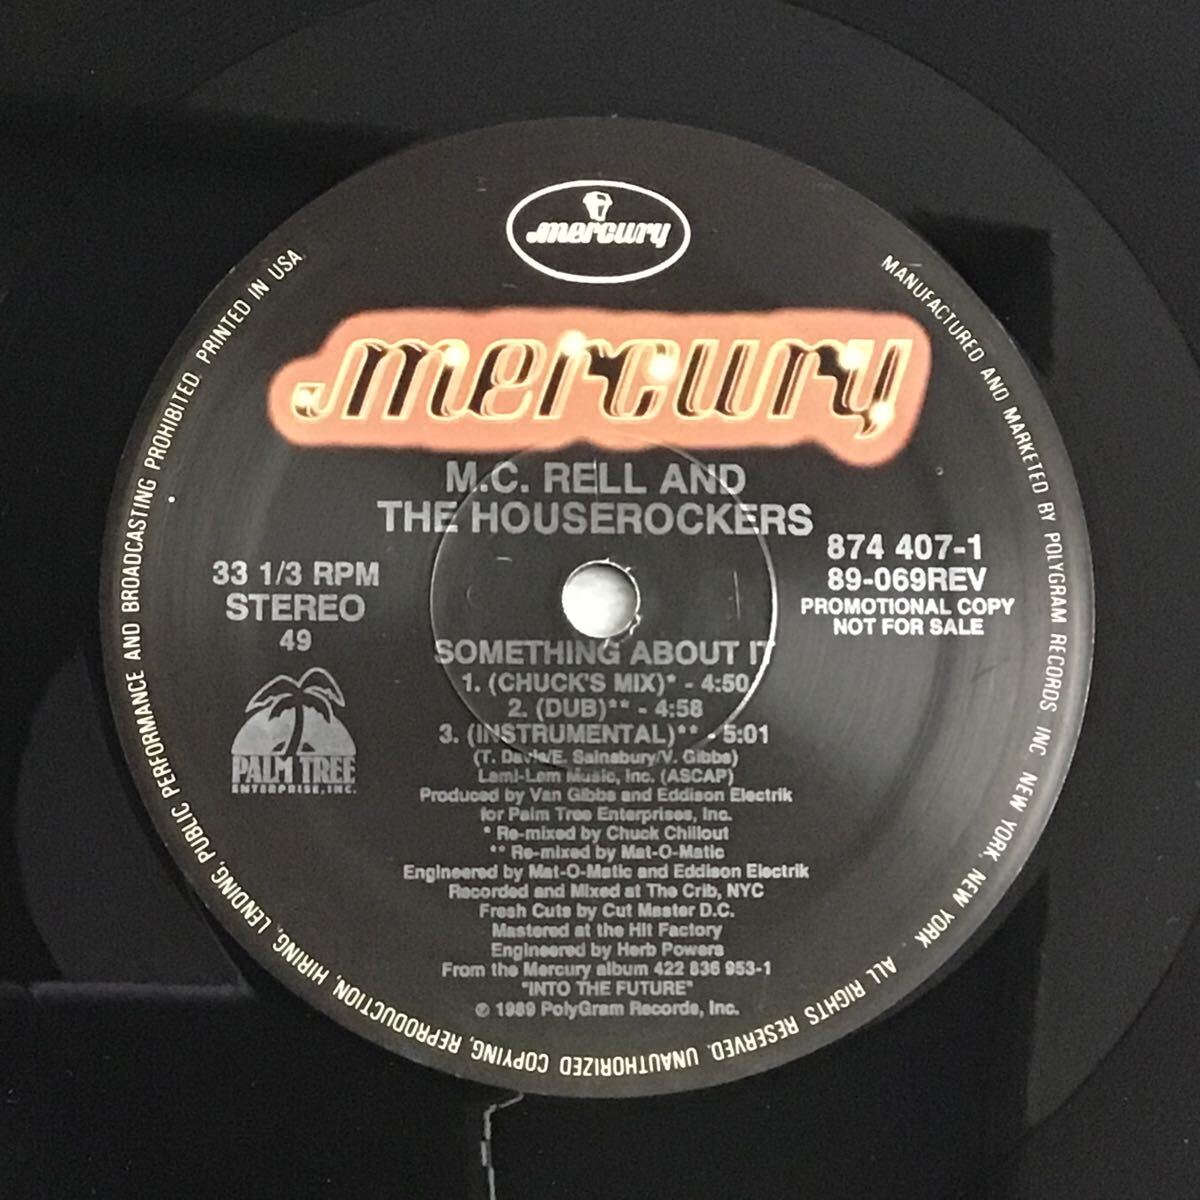 mercury
mercury
M.C. RELL AND
THE HOUSEROCKERS
33 1/3 RPM
STEREO
49
874 407-1
89-069REV
PROMOTIONAL COPY
NOT FOR SALE
PALM TREE
ENTERPRISE, INC.
SOMETHING ABOUT IT
1. (CHUCK'S MIX)* - 4:50
2. (DUB)** - 4:58
3. (INSTRUMENTAL)** - 5:01
(T. Davis/E. Sainsbury/V. Gibbs)
Lami-Lam Music, Inc. (ASCAP)
Produced by Van Gibbs and Eddison Electrik
for Palm Tree Enterprises, Inc.
* Re-mixed by Chuck Chillout
** Re-mixed by Mat-O-Matic
Engineered by Mat-O-Matic and Eddison Electrik
Recorded and Mixed at The Crib, NYC
Fresh Cuts by Cut Master D.C.
Mastered at the Hit Factory
Engineered by Herb Powers
From the Mercury album 422 836 953-1
"INTO THE FUTURE"
℗ 1989 PolyGram Records, Inc.
MANUFACTURED AND MARKETED BY POLYGRAM RECORDS INC NEW YORK, NEW YORK. ALL RIGHTS RESERVED. UNAUTHORIZED COPYING, REPRODUCTION, HIRING, LENDING, PUBLIC PERFORMANCE AND BROADCASTING PROHIBITED. PRINTED IN USA